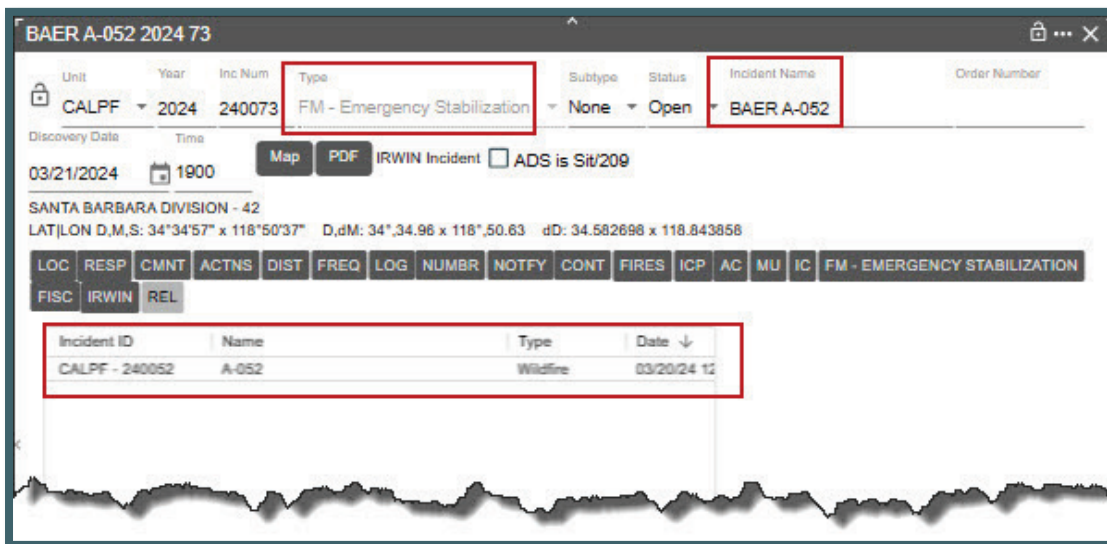 BAER A-052 2024 73
Unit Year Inc Num Type Subtype Status Incident Name Order Number
CALPF 2024 240073 FM - Emergency Stabilization None Open BAER A-052
Discovery Date Time
03/21/2024 1900 Map PDF IRWIN Incident ADS is Sit/209
SANTA BARBARA DIVISION - 42
LAT|LON D,M,S: 34°34'57" x 118°50'37" D,dM: 34°,34.96 x 118°,50.63 dD: 34.582698 x 118.843858
LOC RESP CMNT ACTNS DIST FREQ LOG NUMBR NOTFY CONT FIRES ICP AC MU IC FM - EMERGENCY STABILIZATION
FISC IRWIN REL
Incident ID Name Type Date ↓
CALPF - 240052 A-052 Wildfire 03/20/24 12